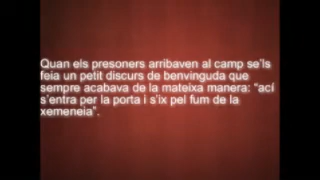 Quan els presoners arribaven al camp se'ls
feia un petit discurs de benvinguda que
sempre acabava de la mateixa manera: “ací
s'entra per la porta i s'ix pel fum de la
xemeneia”.